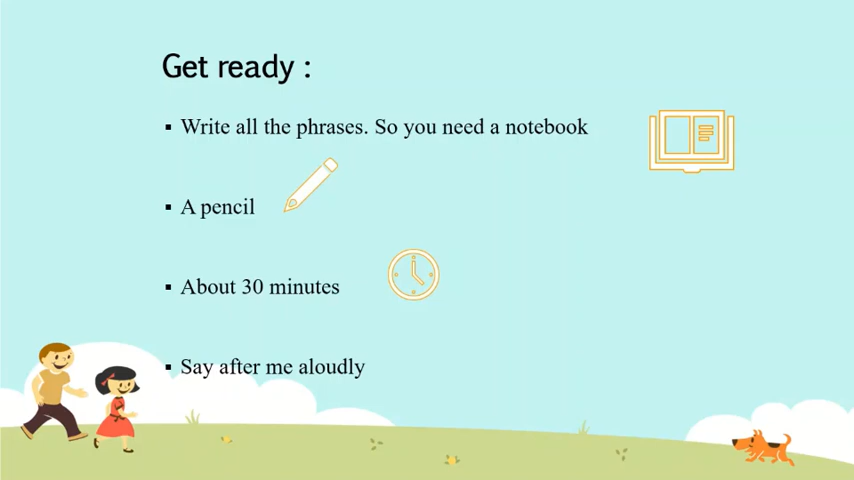 Get ready :
▪ Write all the phrases. So you need a notebook
▪ A pencil
▪ About 30 minutes
▪ Say after me aloudly